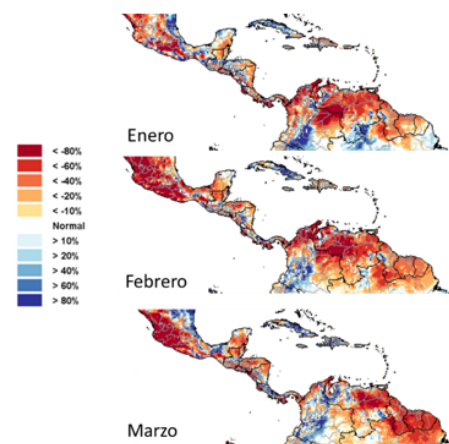 Enero
< -80%
< -60%
< -40%
< -20%
< -10%
Normal
> 10%
> 20%
> 40%
> 60%
> 80%
Febrero
Marzo